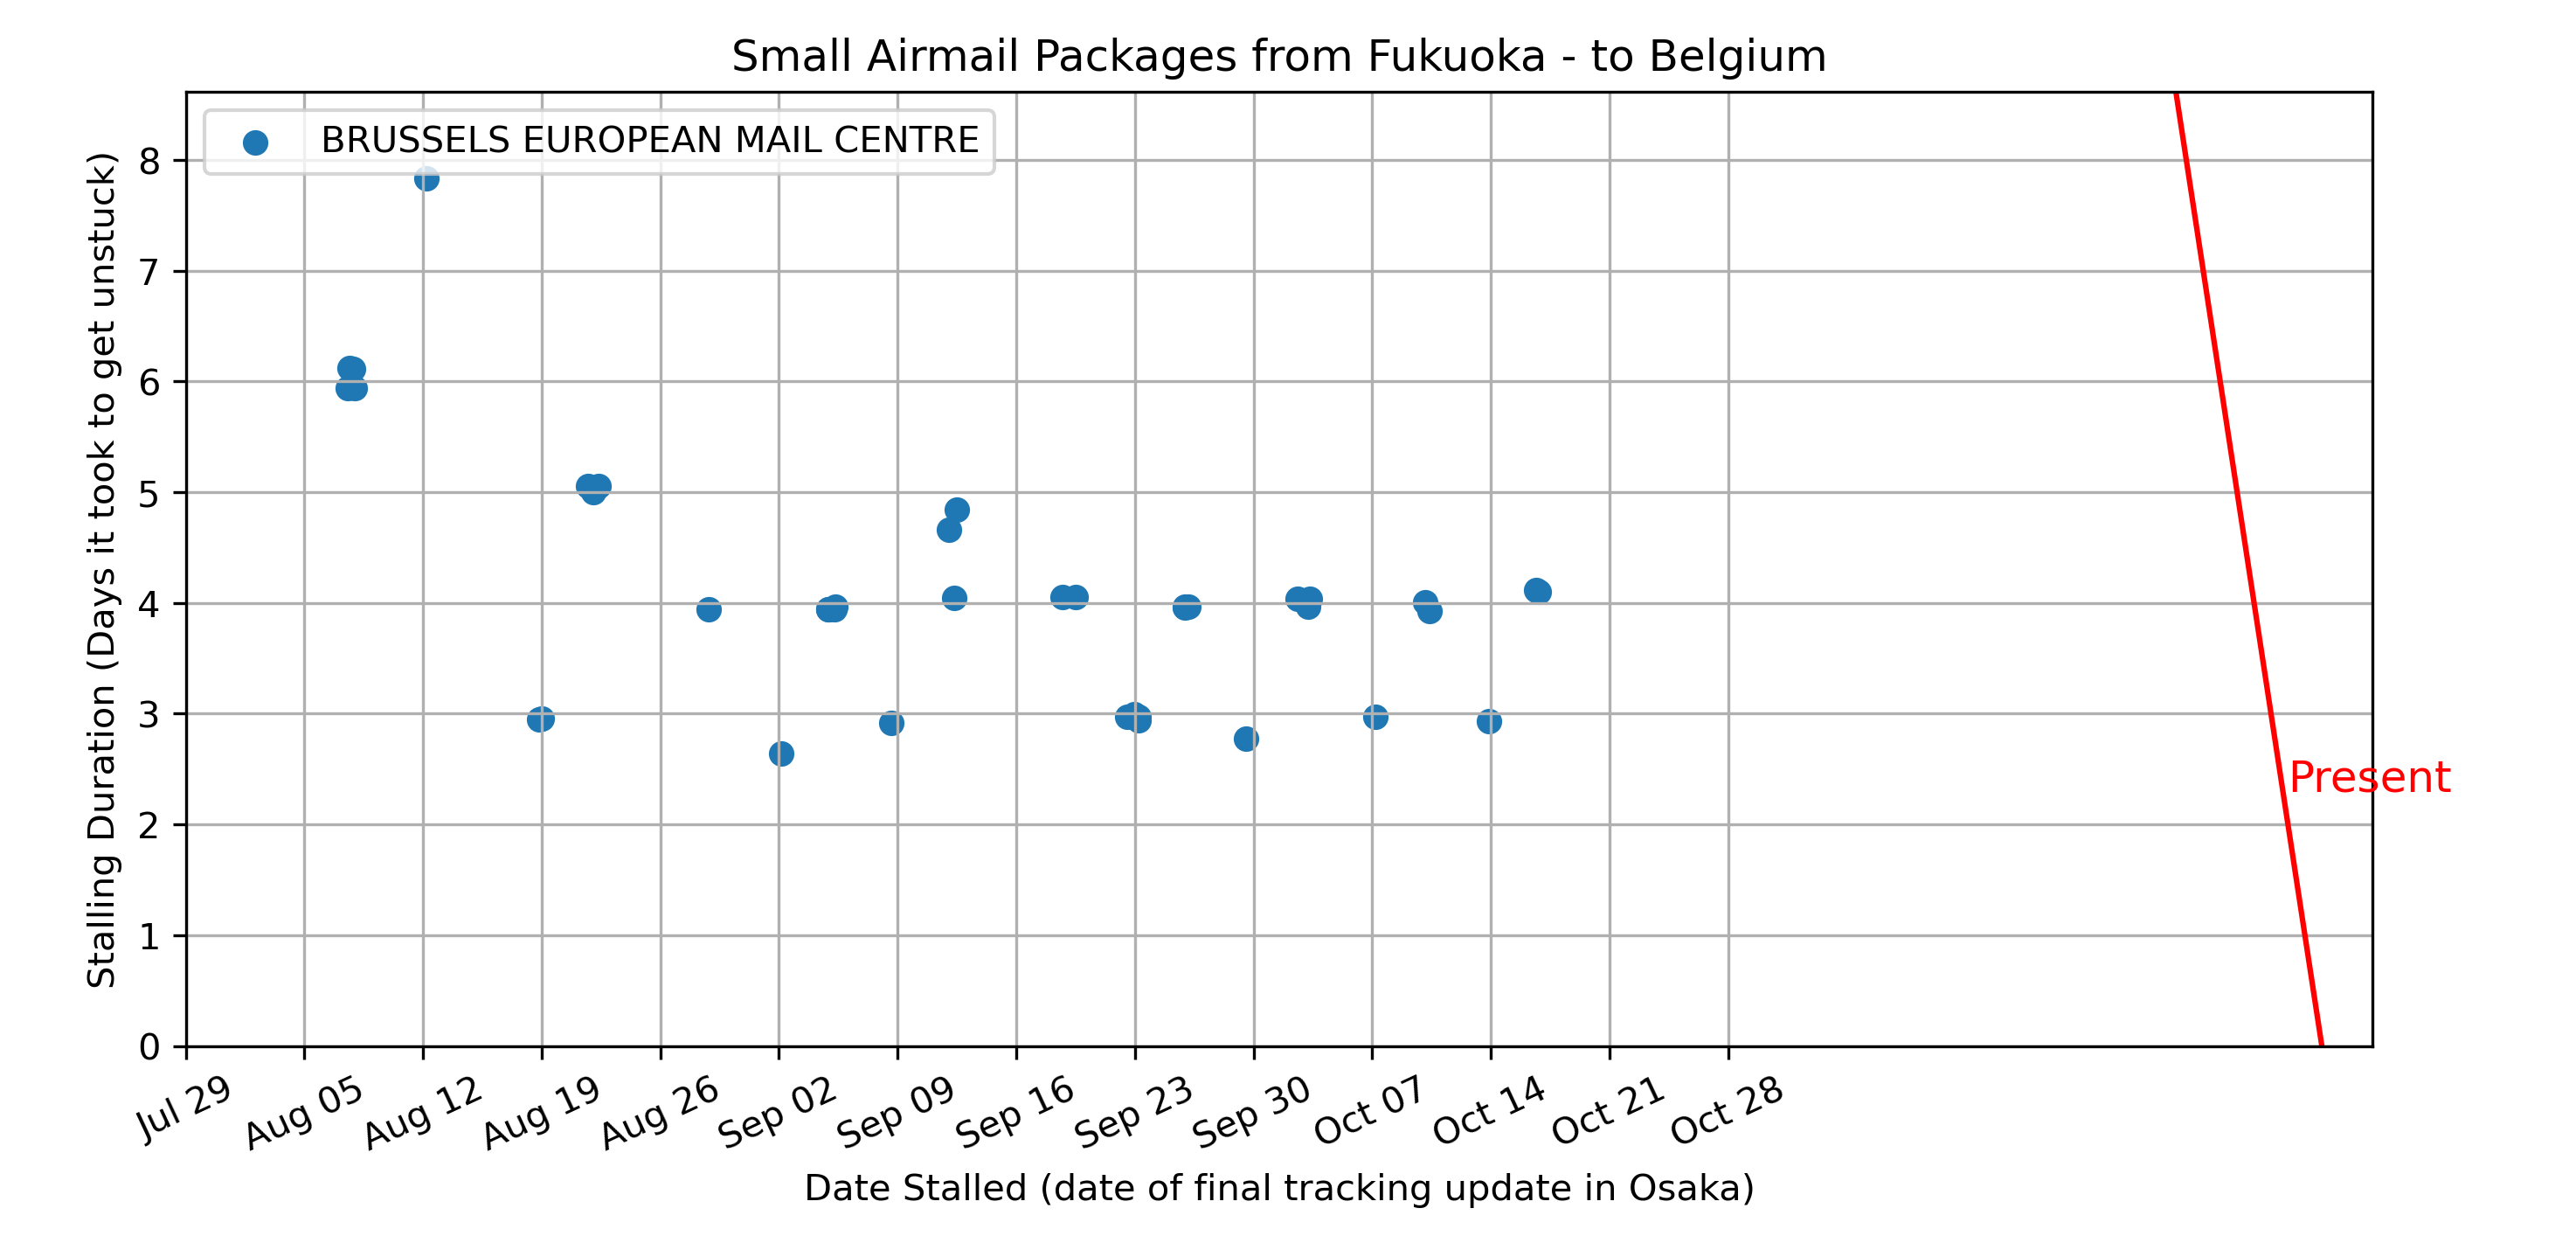 Small Airmail Packages from Fukuoka - to Belgium
BRUSSELS EUROPEAN MAIL CENTRE
Stalling Duration (Days it took to get unstuck)
8
7
6
5
4
3
2
1
0
Present
Jul 29
Aug 05
Aug 12
Aug 19
Aug 26
Sep 02
Sep 09
Sep 16
Sep 23
Sep 30
Oct 07
Oct 14
Oct 21
Oct 28
Date Stalled (date of final tracking update in Osaka)